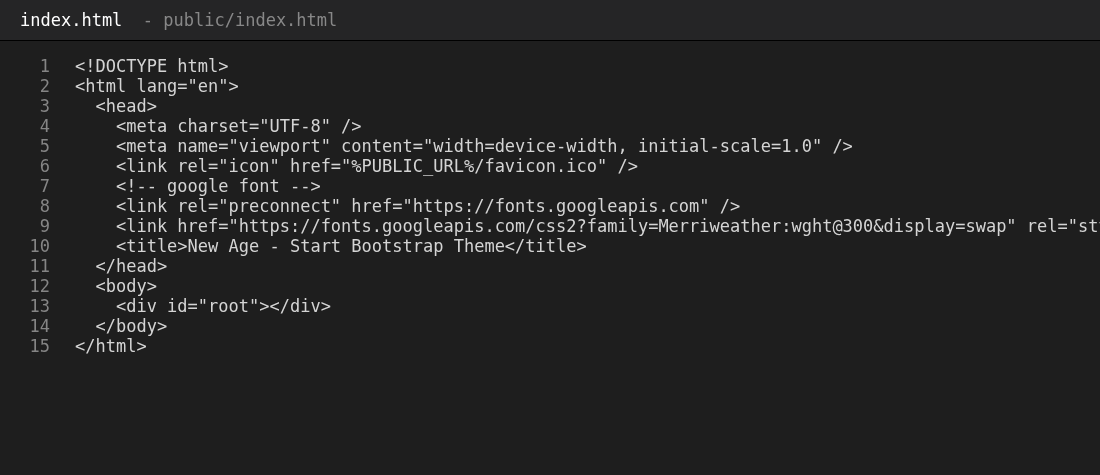 index.html - public/index.html
1 <!DOCTYPE html>
2 <html lang="en">
3   <head>
4     <meta charset="UTF-8" />
5     <meta name="viewport" content="width=device-width, initial-scale=1.0" />
6     <link rel="icon" href="%PUBLIC_URL%/favicon.ico" />
7     <!-- google font -->
8     <link rel="preconnect" href="https://fonts.googleapis.com" />
9     <link href="https://fonts.googleapis.com/css2?family=Merriweather:wght@300&display=swap" rel="st
10     <title>New Age - Start Bootstrap Theme</title>
11   </head>
12   <body>
13     <div id="root"></div>
14   </body>
15 </html>